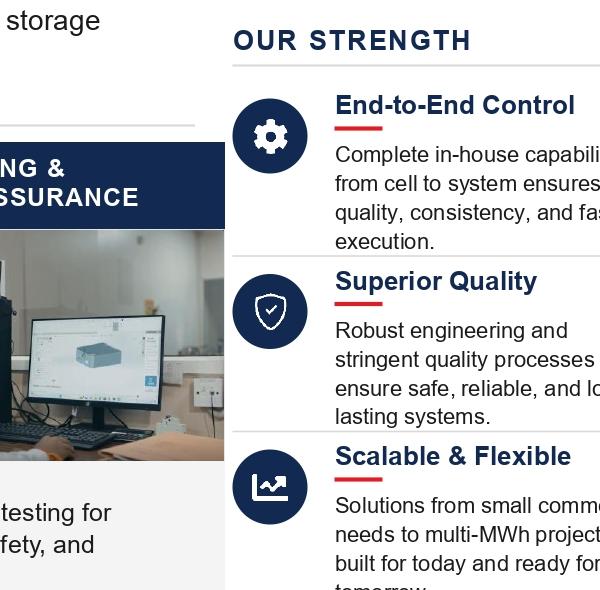 storage
NG &
SSURANCE
testing for
fety, and
OUR STRENGTH
End-to-End Control
Complete in-house capabili
from cell to system ensures
quality, consistency, and fas
execution.
Superior Quality
Robust engineering and
stringent quality processes
ensure safe, reliable, and lo
lasting systems.
Scalable & Flexible
Solutions from small comme
needs to multi-MWh project
built for today and ready for
tomorrow.